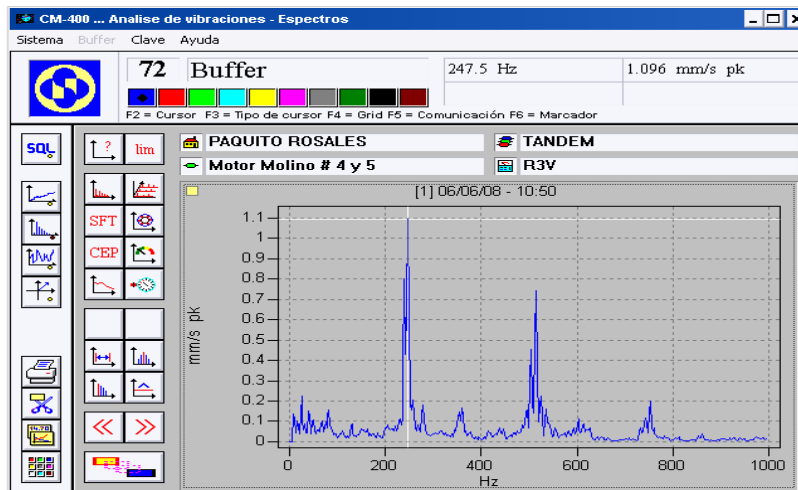 CM-400 ... Analise de vibraciones - Espectros
Sistema Buffer Clave Ayuda
72 Buffer 247.5 Hz 1.096 mm/s pk
F2 = Cursor F3 = Tipo de cursor F4 = Grid F5 = Comunicación F6 = Marcador
SQL ? lim PAQUITO ROSALES TANDEM
Motor Molino # 4 y 5 R3V
[1] 06/06/08 - 10:50
SFT
CEP
mm/s pk
1.1
1
0.9
0.8
0.7
0.6
0.5
0.4
0.3
0.2
0.1
0
0 200 400 600 800 1000
Hz